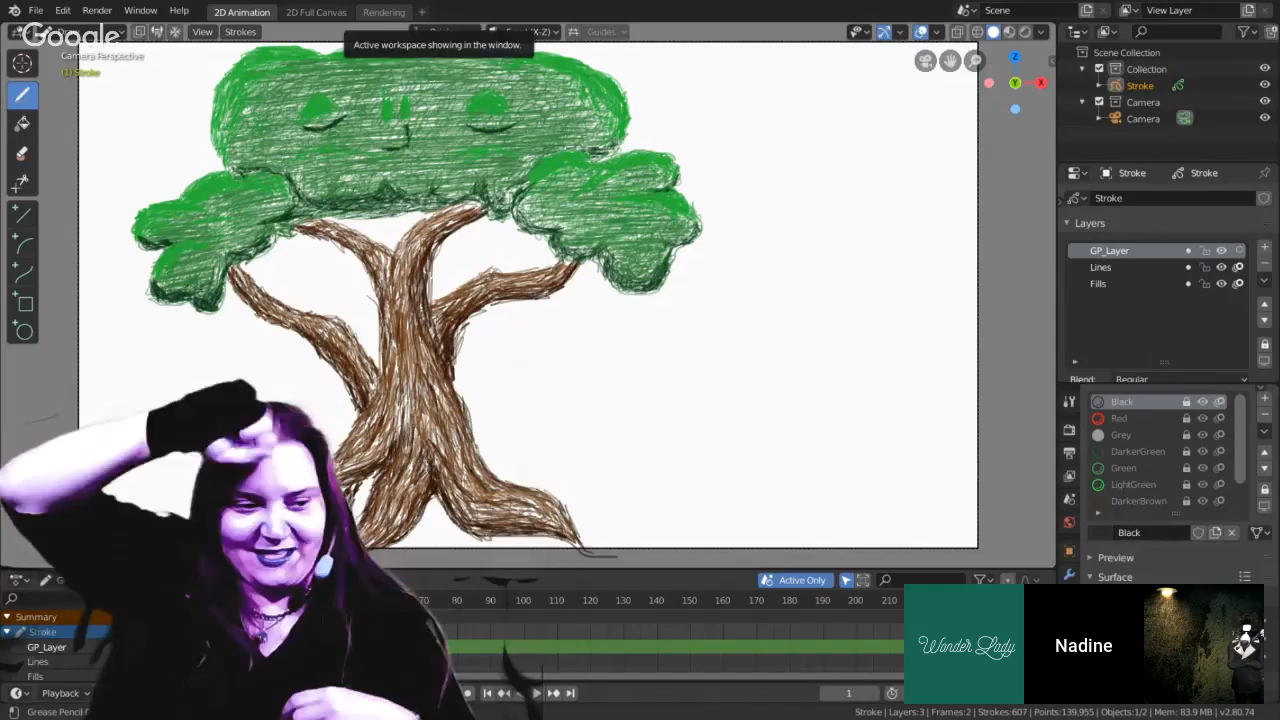 File Edit Render Window Help
2D Animation 2D Full Canvas Rendering +
Scene View Layer
View Strokes Guides
Active workspace showing in the window.
Google
Camera Perspective
(1) Stroke
Z
Y X
Scene Collection
Collection
Stroke
Camera
Camera
Stroke Stroke
Stroke
Layers
GP_Layer
Lines
Fills
Blend: Regular
Black
Red
Grey
DarkerGreen
Green
LightGreen
DarkerBrown
Black
Preview
Surface
Active Only
70 80 90 100 110 120 130 140 150 160 170 180 190 200 210
Summary
Stroke
GP_Layer
Lines
Fills
Wonder Lady
Nadine
Playback
1
Grease Pencil
Stroke | Layers:3 | Frames:2 | Strokes:607 | Points:139,955 | Objects:1/2 | Mem: 83.9 MB | v2.80.74